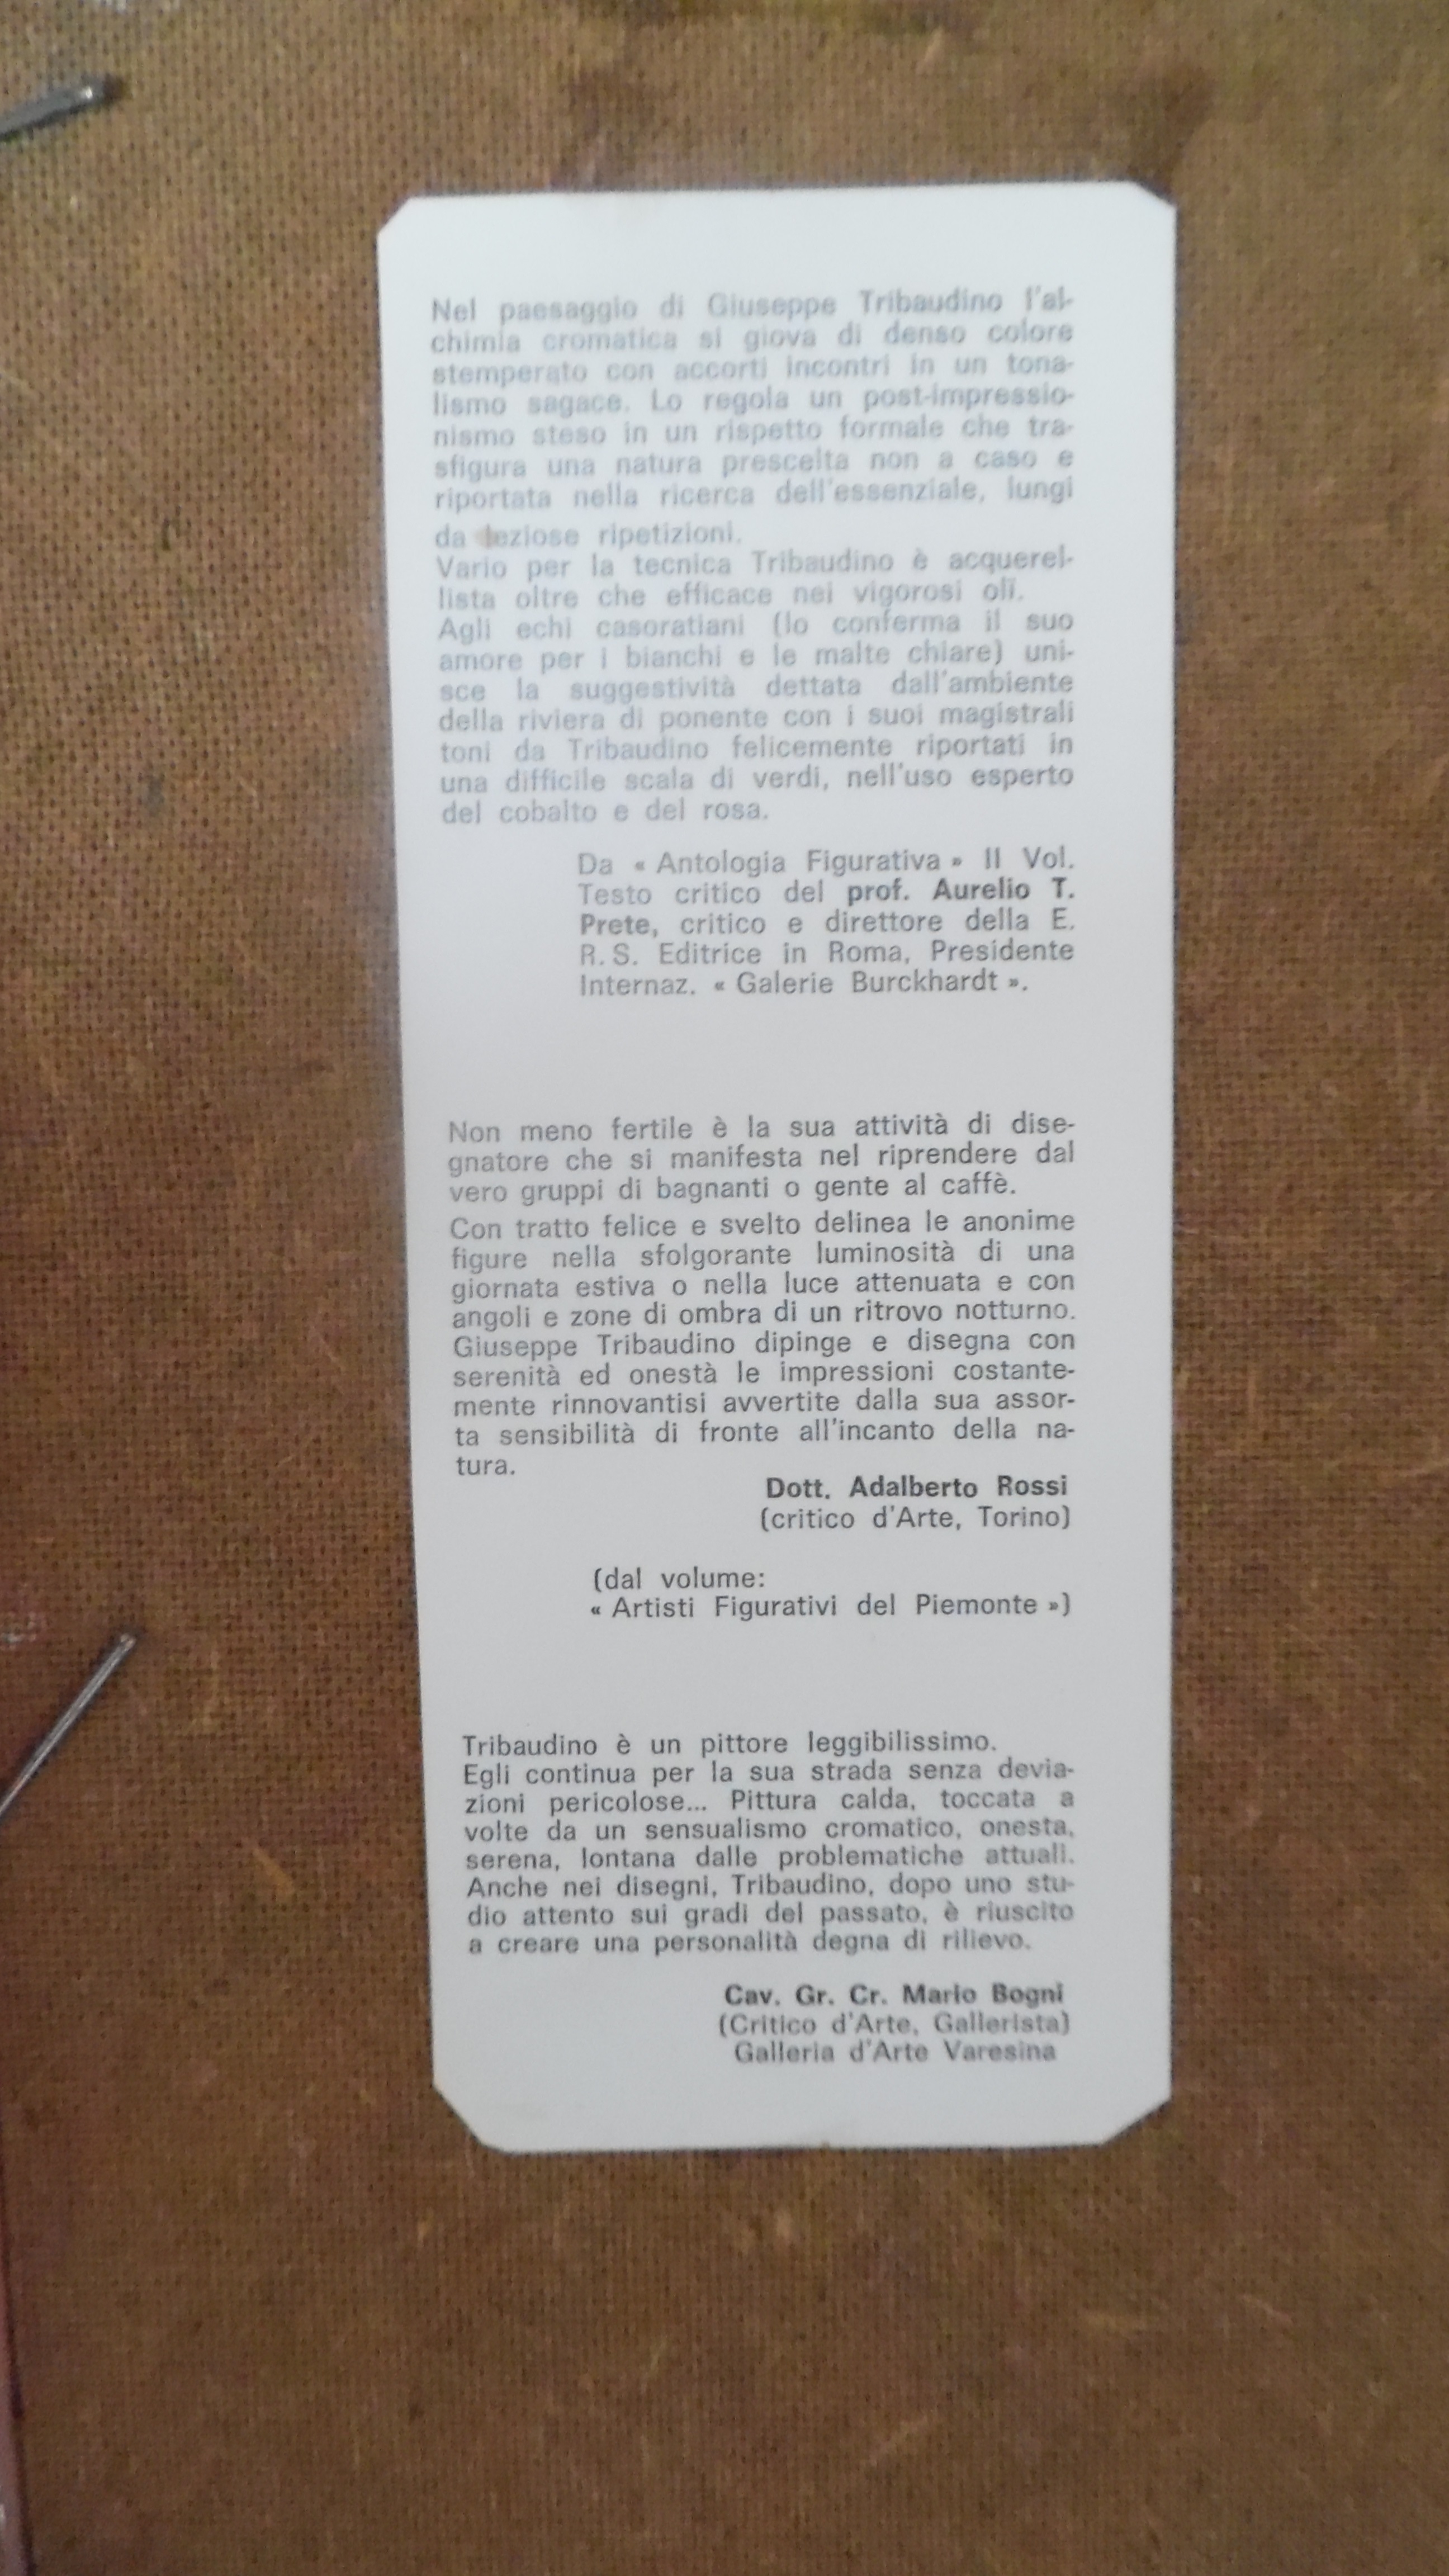 Nel paesaggio di Giuseppe Tribaudino l'al-
chimia cromatica si giova di denso colore
stemperato con accorti incontri in un tona-
lismo sagace. Lo regola un post-impressio-
nismo steso in un rispetto formale che tra-
sfigura una natura prescelta non a caso e
riportata nella ricerca dell'essenziale, lungi
da leziose ripetizioni.
Vario per la tecnica Tribaudino è acquerel-
lista oltre che efficace nei vigorosi olï.
Agli echi casoratiani (lo conferma il suo
amore per i bianchi e le malte chiare) uni-
sce la suggestività dettata dall'ambiente
della riviera di ponente con i suoi magistrali
toni da Tribaudino felicemente riportati in
una difficile scala di verdi, nell'uso esperto
del cobalto e del rosa.
Da « Antologia Figurativa » II Vol.
Testo critico del prof. Aurelio T.
Prete, critico e direttore della E.
R. S. Editrice in Roma, Presidente
Internaz. « Galerie Burckhardt ».
Non meno fertile è la sua attività di dise-
gnatore che si manifesta nel riprendere dal
vero gruppi di bagnanti o gente al caffè.
Con tratto felice e svelto delinea le anonime
figure nella sfolgorante luminosità di una
giornata estiva o nella luce attenuata e con
angoli e zone di ombra di un ritrovo notturno.
Giuseppe Tribaudino dipinge e disegna con
serenità ed onestà le impressioni costante-
mente rinnovantisi avvertite dalla sua assor-
ta sensibilità di fronte all'incanto della na-
tura.
Dott. Adalberto Rossi
(critico d'Arte, Torino)
(dal volume:
« Artisti Figurativi del Piemonte »)
Tribaudino è un pittore leggibilissimo.
Egli continua per la sua strada senza devia-
zioni pericolose... Pittura calda, toccata a
volte da un sensualismo cromatico, onesta,
serena, lontana dalle problematiche attuali.
Anche nei disegni, Tribaudino, dopo uno stu-
dio attento sui gradi del passato, è riuscito
a creare una personalità degna di rilievo.
Cav. Gr. Cr. Mario Bogni
(Critico d'Arte, Gallerista)
Galleria d'Arte Varesina